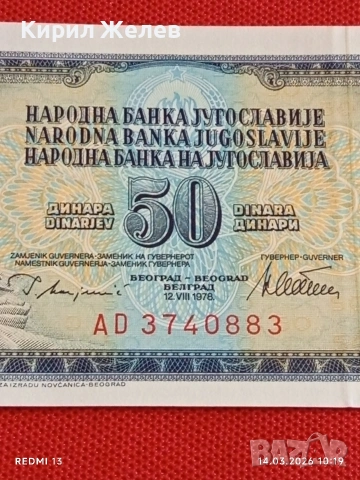 Кирил Желев
НАРОДНА БАНКА ЈУГОСЛАВИЈЕ
NARODNA BANKA JUGOSLAVIJE
НАРОДНА БАНКА НА ЈУГОСЛАВИЈА
ДИНАРА
DINARJEV
50
DINARA
ДИНАРИ
ZAMJENIK GUVERNERA-ЗАМЕНИК НА ГУВЕРНЕРОТ
NAMESTNIK GUVERNERJA-ЗАМЕНИК ГУВЕРНЕРА
ГУВЕРНЕР-GUVERNER
БЕОГРАД-BEOGRAD
БЕЛГРАД
12.VIII 1978.
AD 3740883
ZA IZRADU NOVČANICA-BEOGRAD
REDMI 13
14.03.2026 10:19
BAZAR